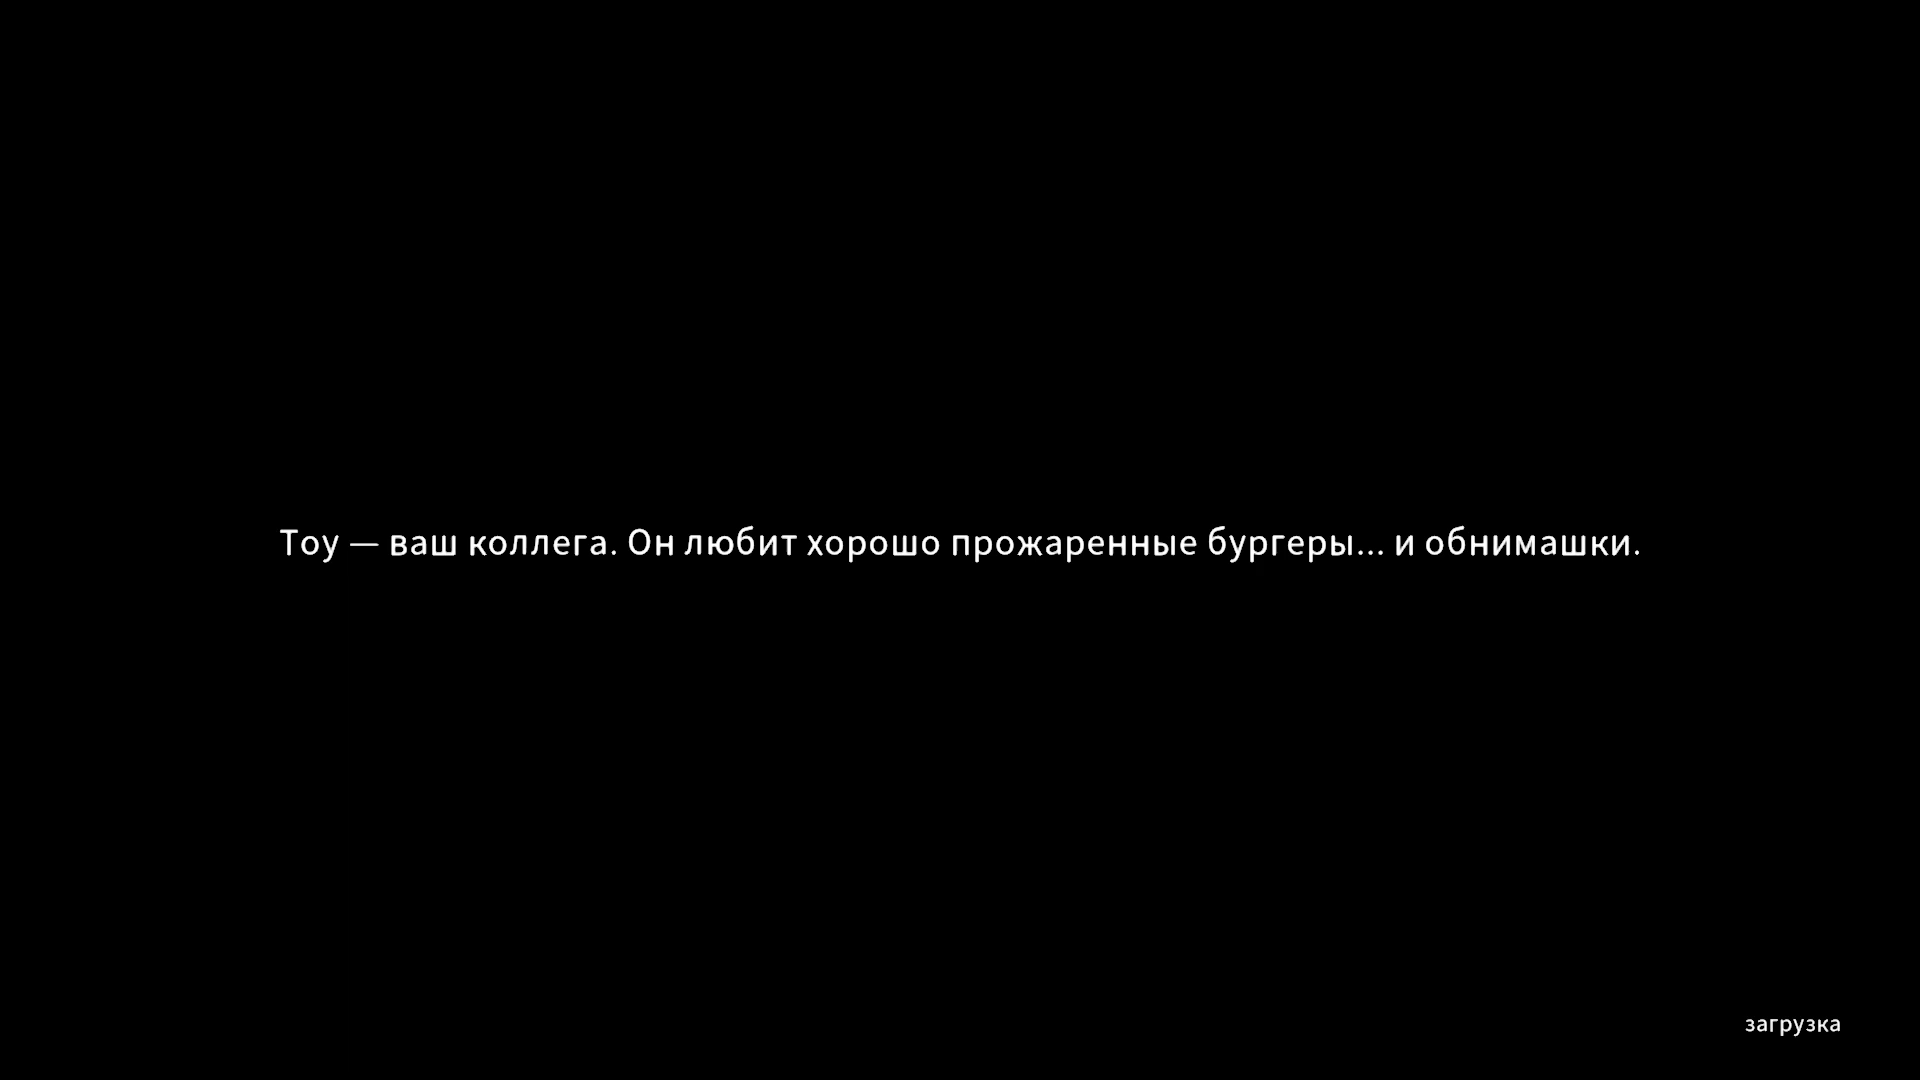 Тоу — ваш коллега. Он любит хорошо прожаренные бургеры... и обнимашки.
загрузка